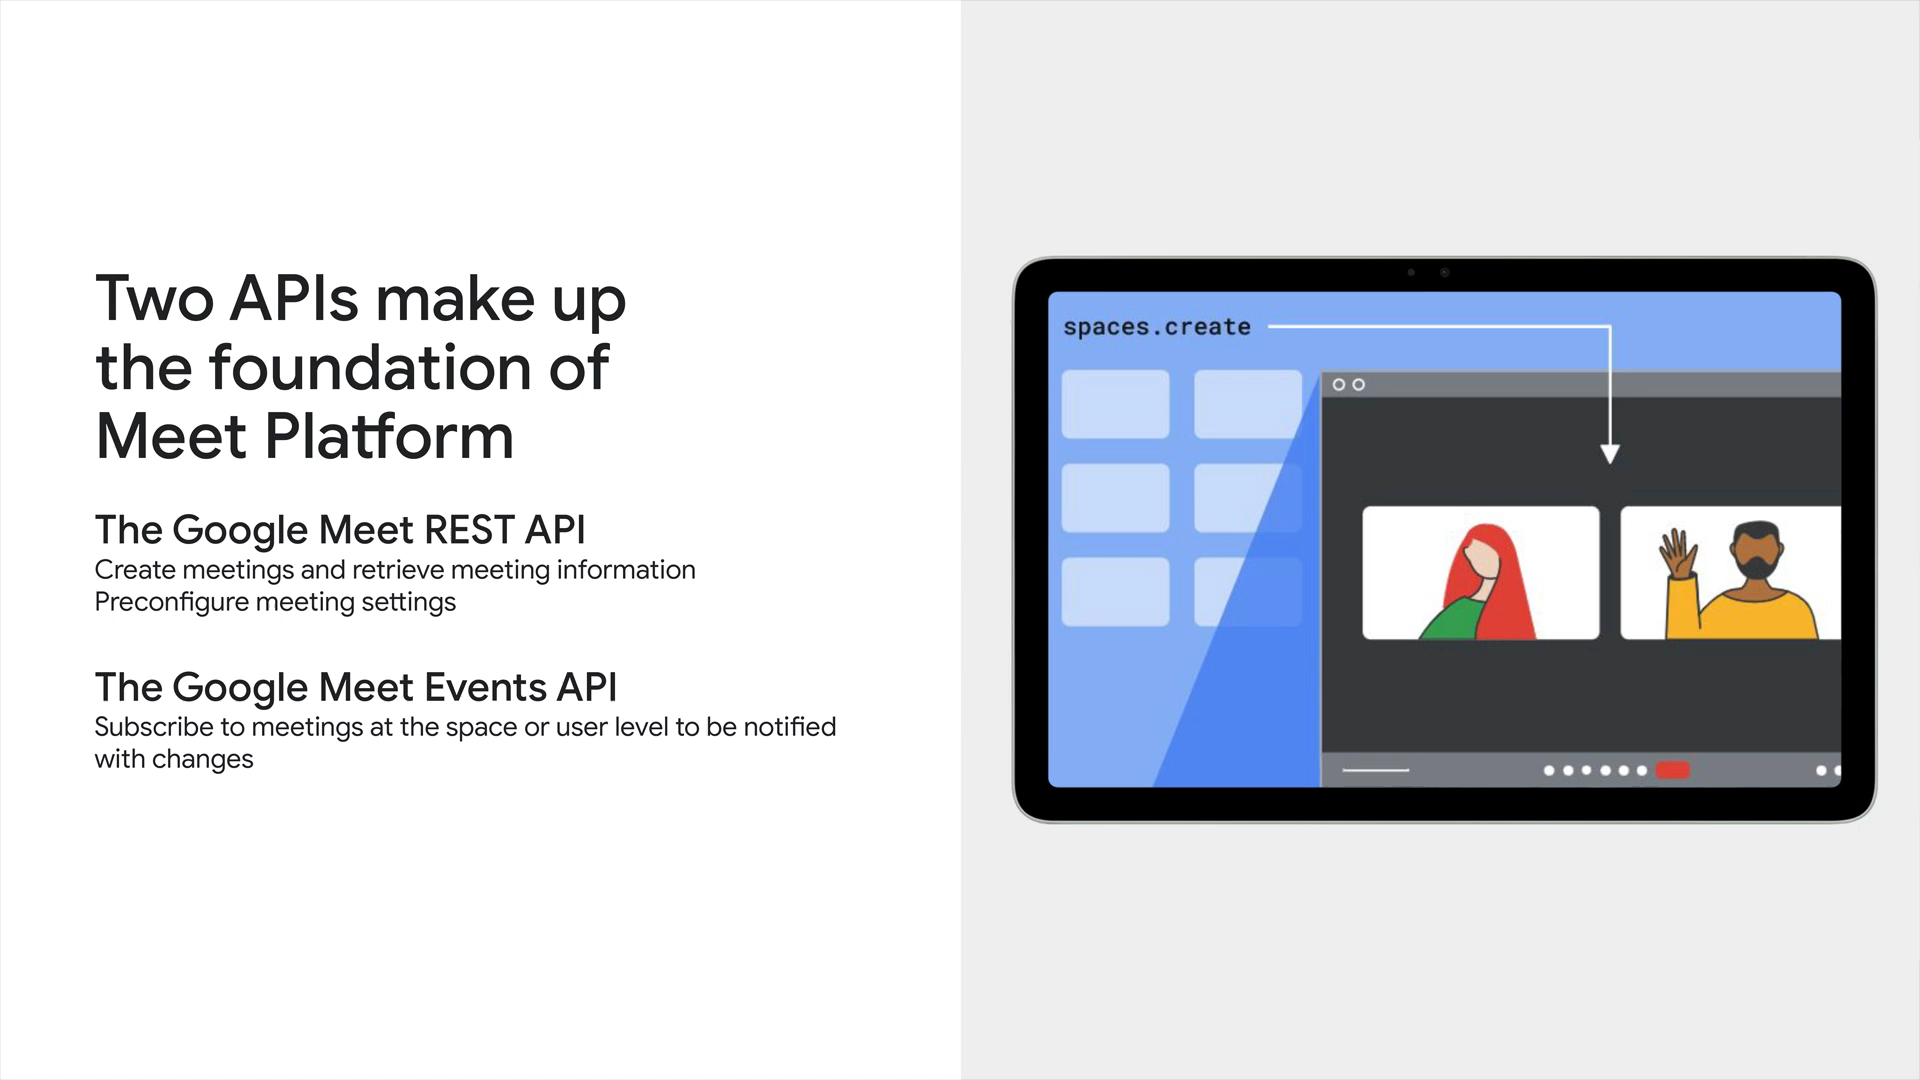 Two APIs make up
the foundation of
Meet Platform
The Google Meet REST API
Create meetings and retrieve meeting information
Preconfigure meeting settings
The Google Meet Events API
Subscribe to meetings at the space or user level to be notified
with changes
spaces.create